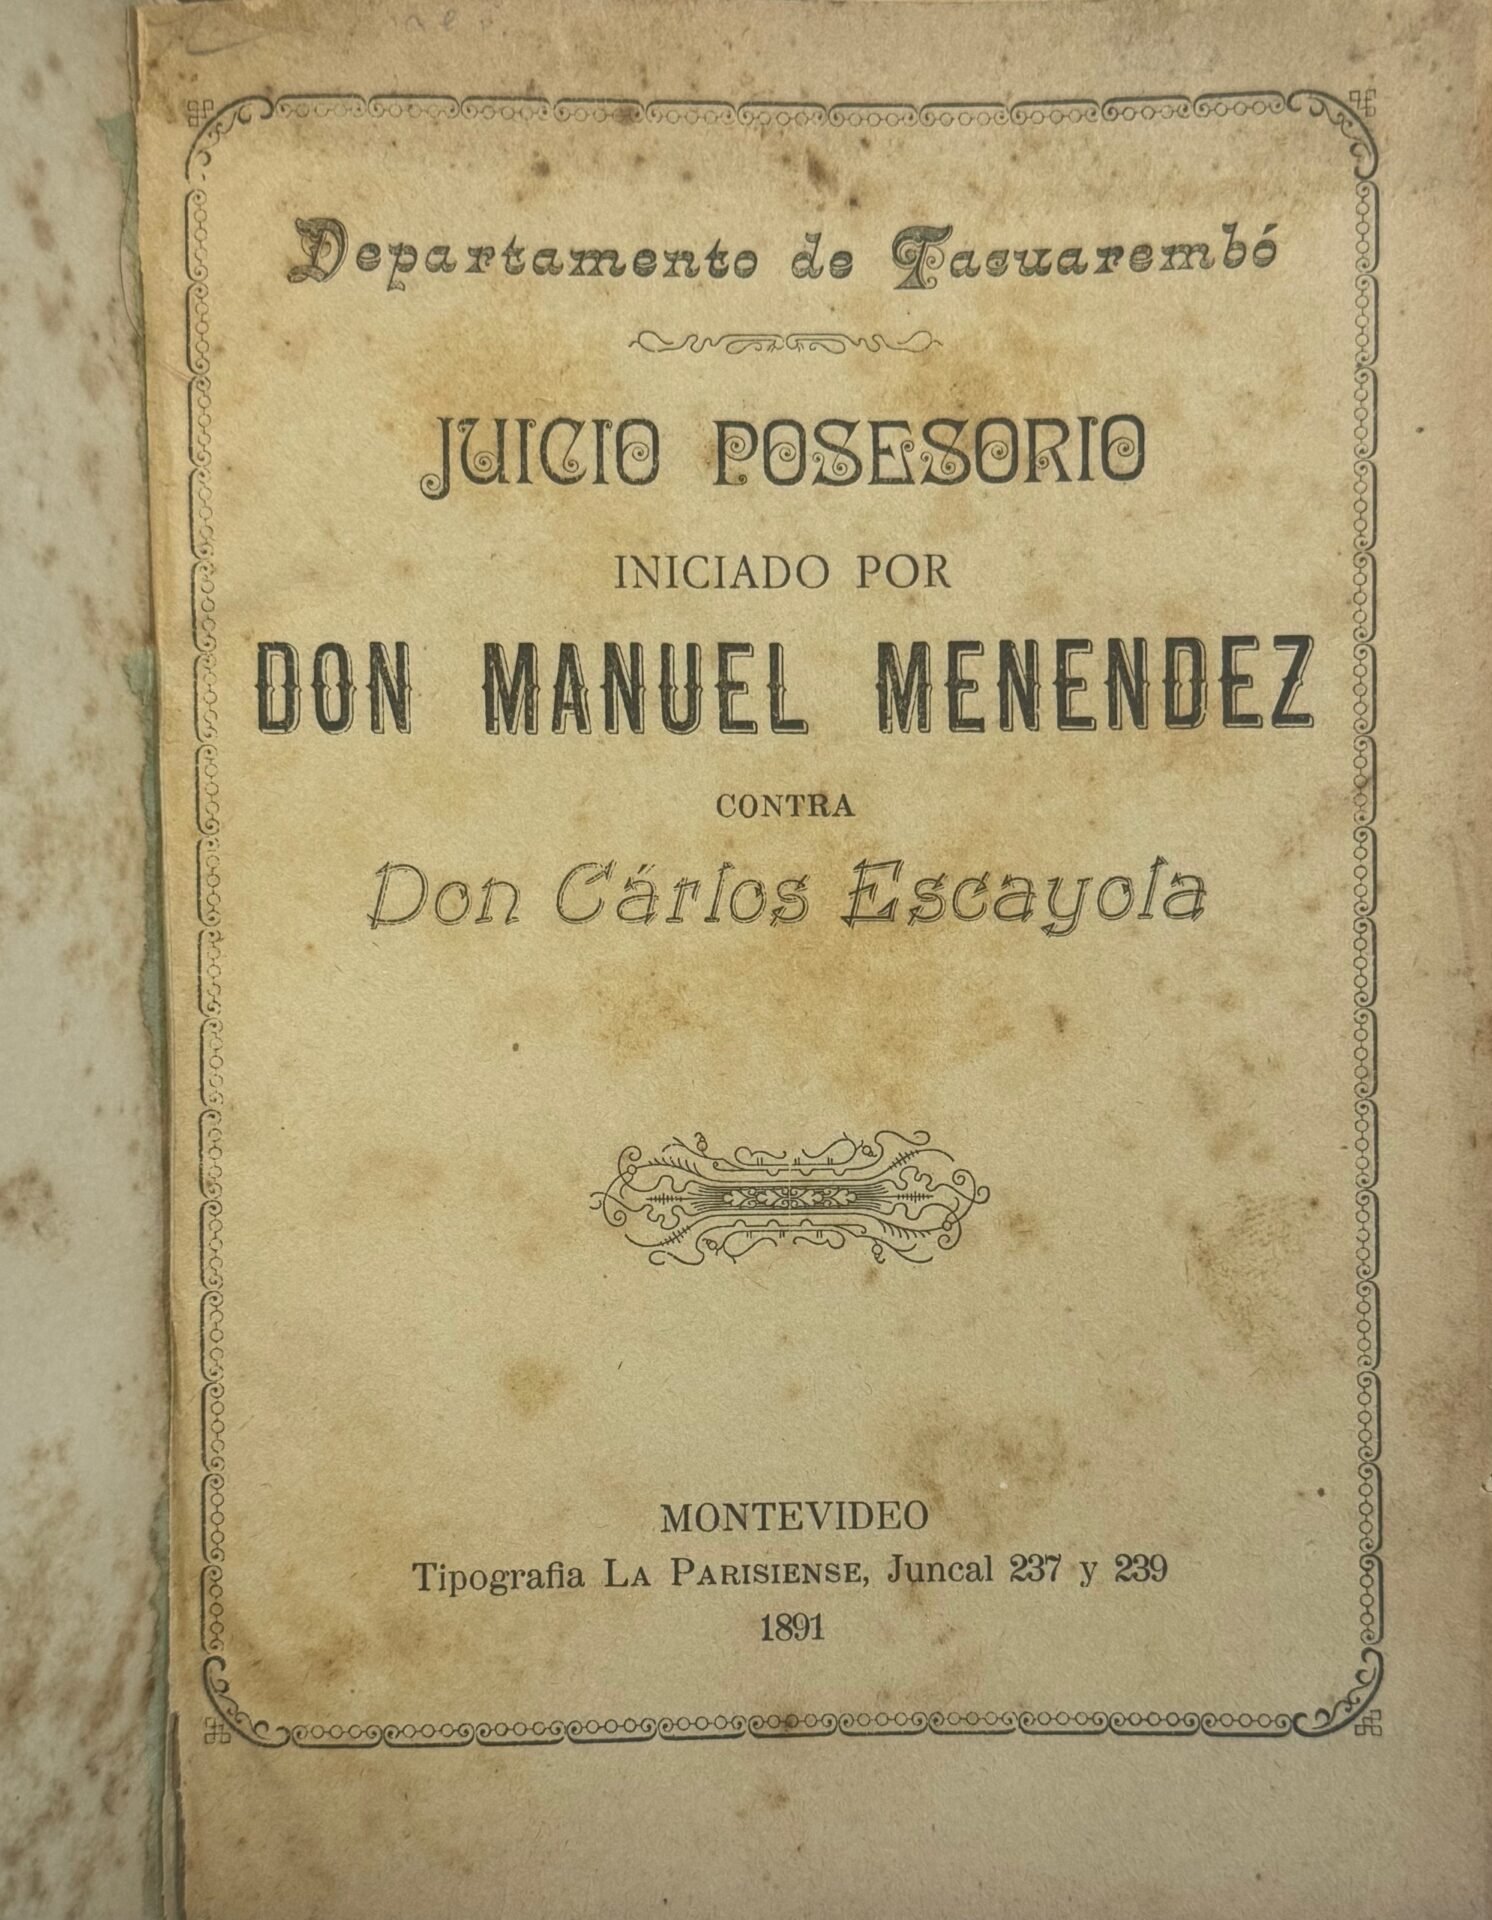 Departamento de Tacuarembó
JUICIO POSESORIO
INICIADO POR
DON MANUEL MENENDEZ
CONTRA
Don Cárlos Escayola
MONTEVIDEO
Tipografia LA PARISIENSE, Juncal 237 y 239
1891